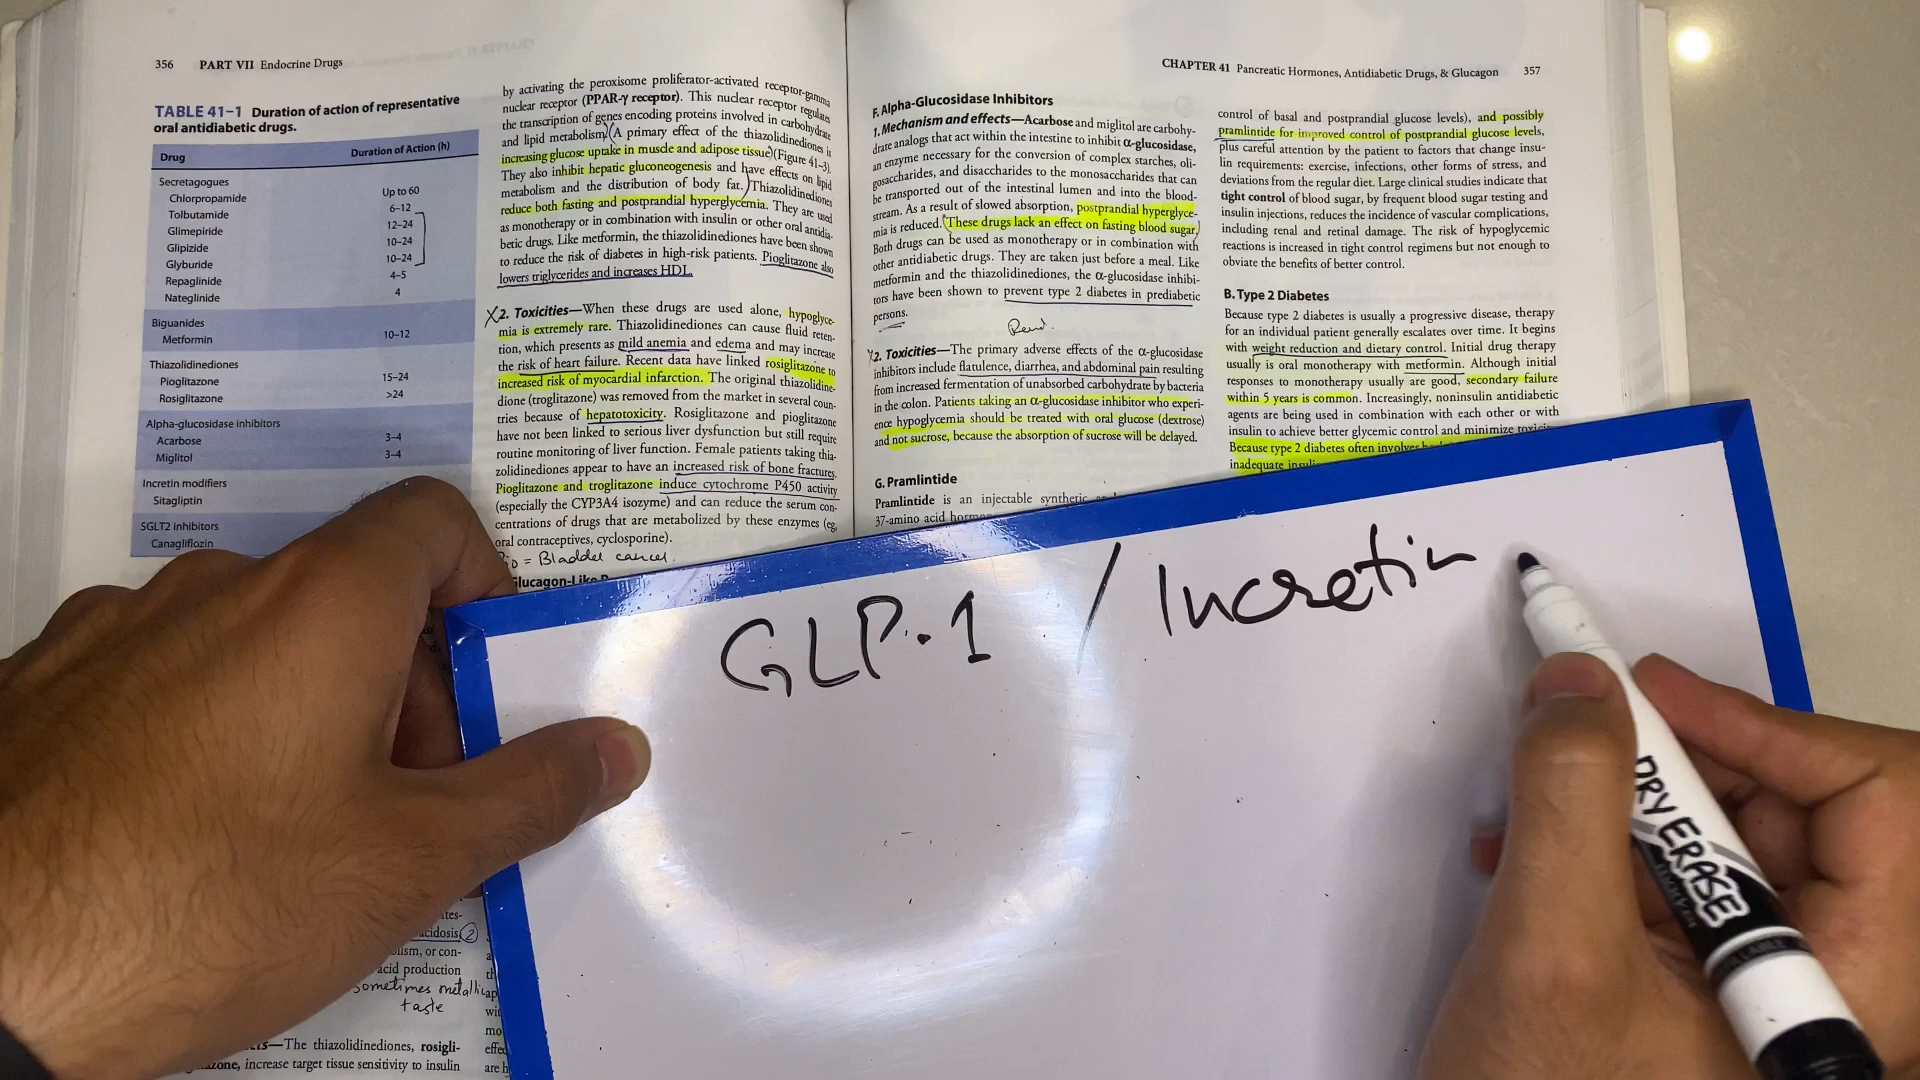 356 PART VII Endocrine Drugs
TABLE 41–1 Duration of action of representative
oral antidiabetic drugs.
Drug Duration of Action (h)
Secretagogues
Chlorpropamide Up to 60
Tolbutamide 6–12
Glimepiride 12–24
Glipizide 10–24
Glyburide 10–24
Repaglinide 4–5
Nateglinide 4
Biguanides
Metformin 10–12
Thiazolidinediones
Pioglitazone 15–24
Rosiglitazone >24
Alpha-glucosidase inhibitors
Acarbose 3–4
Miglitol 3–4
Incretin modifiers
Sitagliptin
SGLT2 inhibitors
Canagliflozin
acidosis 2
lism, or con-
acid production
sometimes metallic
taste
The thiazolidinediones, rosigli-
zone, increase target tissue sensitivity to insulin
by activating the peroxisome proliferator-activated receptor-gamma
nuclear receptor (PPAR-γ receptor). This nuclear receptor regulates
the transcription of genes encoding proteins involved in carbohydrate
and lipid metabolism. (A primary effect of the thiazolidinediones is
increasing glucose uptake in muscle and adipose tissue) (Figure 41–3).
They also inhibit hepatic gluconeogenesis and have effects on lipid
metabolism and the distribution of body fat. Thiazolidinediones
reduce both fasting and postprandial hyperglycemia. They are used
as monotherapy or in combination with insulin or other oral antidia-
betic drugs. Like metformin, the thiazolidinediones have been shown
to reduce the risk of diabetes in high-risk patients. Pioglitazone also
lowers triglycerides and increases HDL.
X2. Toxicities—When these drugs are used alone, hypoglyce-
mia is extremely rare. Thiazolidinediones can cause fluid reten-
tion, which presents as mild anemia and edema and may increase
the risk of heart failure. Recent data have linked rosiglitazone to
increased risk of myocardial infarction. The original thiazolidine-
dione (troglitazone) was removed from the market in several coun-
tries because of hepatotoxicity. Rosiglitazone and pioglitazone
have not been linked to serious liver dysfunction but still require
routine monitoring of liver function. Female patients taking thia-
zolidinediones appear to have an increased risk of bone fractures.
Pioglitazone and troglitazone induce cytochrome P450 activity
(especially the CYP3A4 isozyme) and can reduce the serum con-
centrations of drugs that are metabolized by these enzymes (eg,
oral contraceptives, cyclosporine).
= Bladder cancer.
CHAPTER 41 Pancreatic Hormones, Antidiabetic Drugs, & Glucagon 357
F. Alpha-Glucosidase Inhibitors
1. Mechanism and effects—Acarbose and miglitol are carbohy-
drate analogs that act within the intestine to inhibit α-glucosidase,
an enzyme necessary for the conversion of complex starches, oli-
gosaccharides, and disaccharides to the monosaccharides that can
be transported out of the intestinal lumen and into the blood-
stream. As a result of slowed absorption, postprandial hyperglyce-
mia is reduced. These drugs lack an effect on fasting blood sugar.
Both drugs can be used as monotherapy or in combination with
other antidiabetic drugs. They are taken just before a meal. Like
metformin and the thiazolidinediones, the α-glucosidase inhibi-
tors have been shown to prevent type 2 diabetes in prediabetic
persons.
Read.
X2. Toxicities—The primary adverse effects of the α-glucosidase
inhibitors include flatulence, diarrhea, and abdominal pain resulting
from increased fermentation of unabsorbed carbohydrate by bacteria
in the colon. Patients taking an α-glucosidase inhibitor who experi-
ence hypoglycemia should be treated with oral glucose (dextrose)
and not sucrose, because the absorption of sucrose will be delayed.
G. Pramlintide
Pramlintide is an injectable synthetic
37-amino acid
control of basal and postprandial glucose levels), and possibly
pramlintide for improved control of postprandial glucose levels,
plus careful attention by the patient to factors that change insu-
lin requirements: exercise, infections, other forms of stress, and
deviations from the regular diet. Large clinical studies indicate that
tight control of blood sugar, by frequent blood sugar testing and
insulin injections, reduces the incidence of vascular complications,
including renal and retinal damage. The risk of hypoglycemic
reactions is increased in tight control regimens but not enough to
obviate the benefits of better control.
B. Type 2 Diabetes
Because type 2 diabetes is usually a progressive disease, therapy
for an individual patient generally escalates over time. It begins
with weight reduction and dietary control. Initial drug therapy
usually is oral monotherapy with metformin. Although initial
responses to monotherapy usually are good, secondary failure
within 5 years is common. Increasingly, noninsulin antidiabetic
agents are being used in combination with each other or with
insulin to achieve better glycemic control and minimize
Because type 2 diabetes often involves
inadequate
GLP-1 / Incretin
DRY ERASE